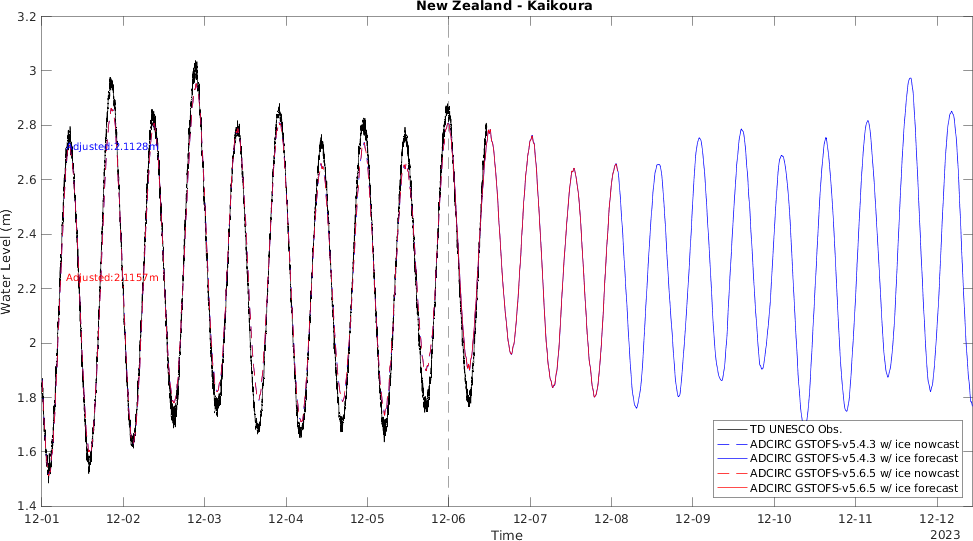 New Zealand - Kaikoura
3.2
3
2.8
2.6
2.4
2.2
2
1.8
1.6
1.4
Water Level (m)
Adjusted:2.1128m
Adjusted:2.1157m
TD UNESCO Obs.
ADCIRC GSTOFS-v5.4.3 w/ ice nowcast
ADCIRC GSTOFS-v5.4.3 w/ ice forecast
ADCIRC GSTOFS-v5.6.5 w/ ice nowcast
ADCIRC GSTOFS-v5.6.5 w/ ice forecast
12-01 12-02 12-03 12-04 12-05 12-06 12-07 12-08 12-09 12-10 12-11 12-12
Time
2023